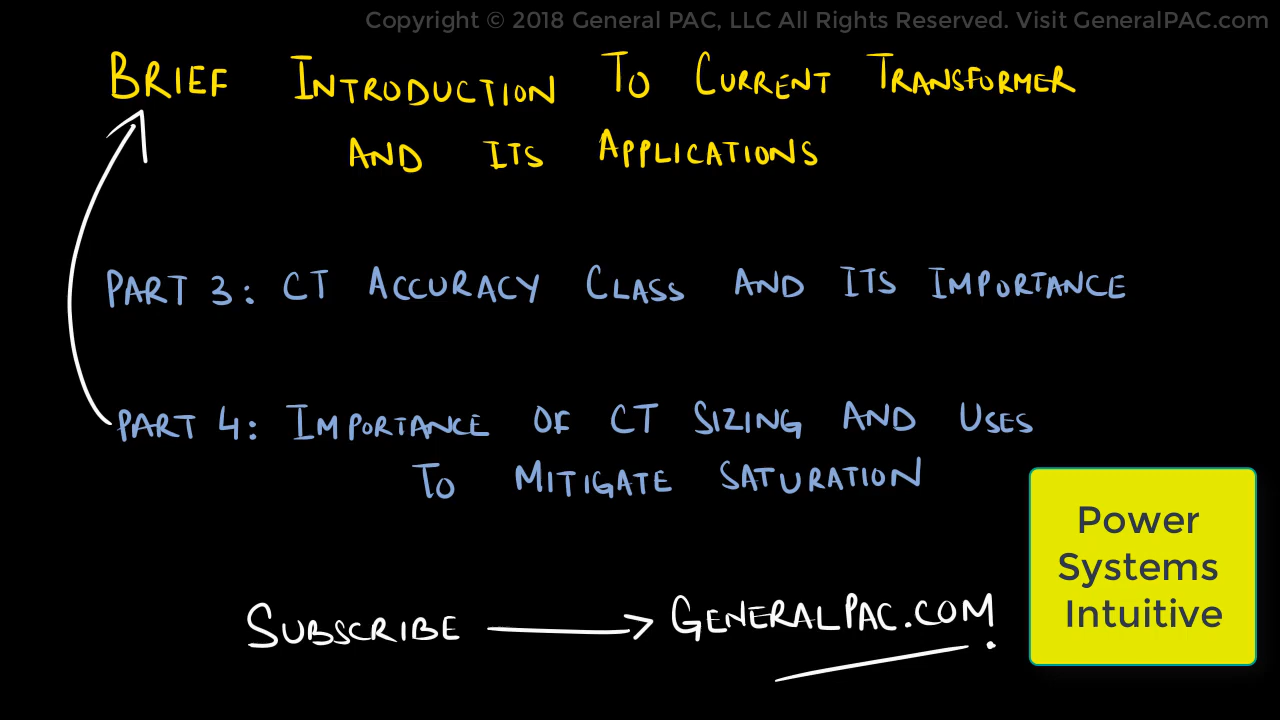 Copyright © 2018 General PAC, LLC All Rights Reserved. Visit GeneralPAC.com
BRIEF INTRODUCTION TO CURRENT TRANSFORMER
AND ITS APPLICATIONS
PART 3: CT ACCURACY CLASS AND ITS IMPORTANCE
PART 4: IMPORTANCE OF CT SIZING AND USES
TO MITIGATE SATURATION
SUBSCRIBE → GENERALPAC.COM
Power
Systems
Intuitive